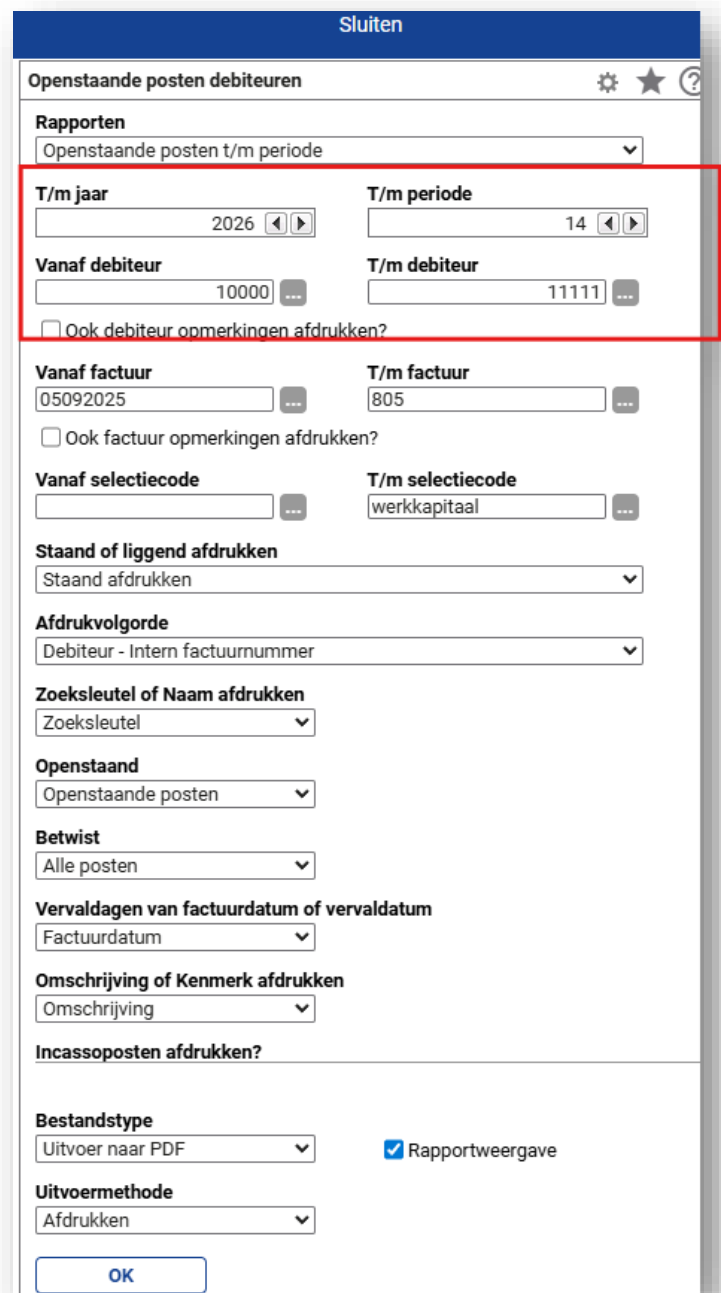 Sluiten
Openstaande posten debiteuren
Rapporten
Openstaande posten t/m periode
T/m jaar T/m periode
2026 14
Vanaf debiteur T/m debiteur
10000 ... 11111 ...
Ook debiteur opmerkingen afdrukken?
Vanaf factuur T/m factuur
05092025 ... 805 ...
Ook factuur opmerkingen afdrukken?
Vanaf selectiecode T/m selectiecode
... werkkapitaal ...
Staand of liggend afdrukken
Staand afdrukken
Afdrukvolgorde
Debiteur - Intern factuurnummer
Zoeksleutel of Naam afdrukken
Zoeksleutel
Openstaand
Openstaande posten
Betwist
Alle posten
Vervaldagen van factuurdatum of vervaldatum
Factuurdatum
Omschrijving of Kenmerk afdrukken
Omschrijving
Incassoposten afdrukken?
Bestandstype
Uitvoer naar PDF Rapportweergave
Uitvoermethode
Afdrukken
OK